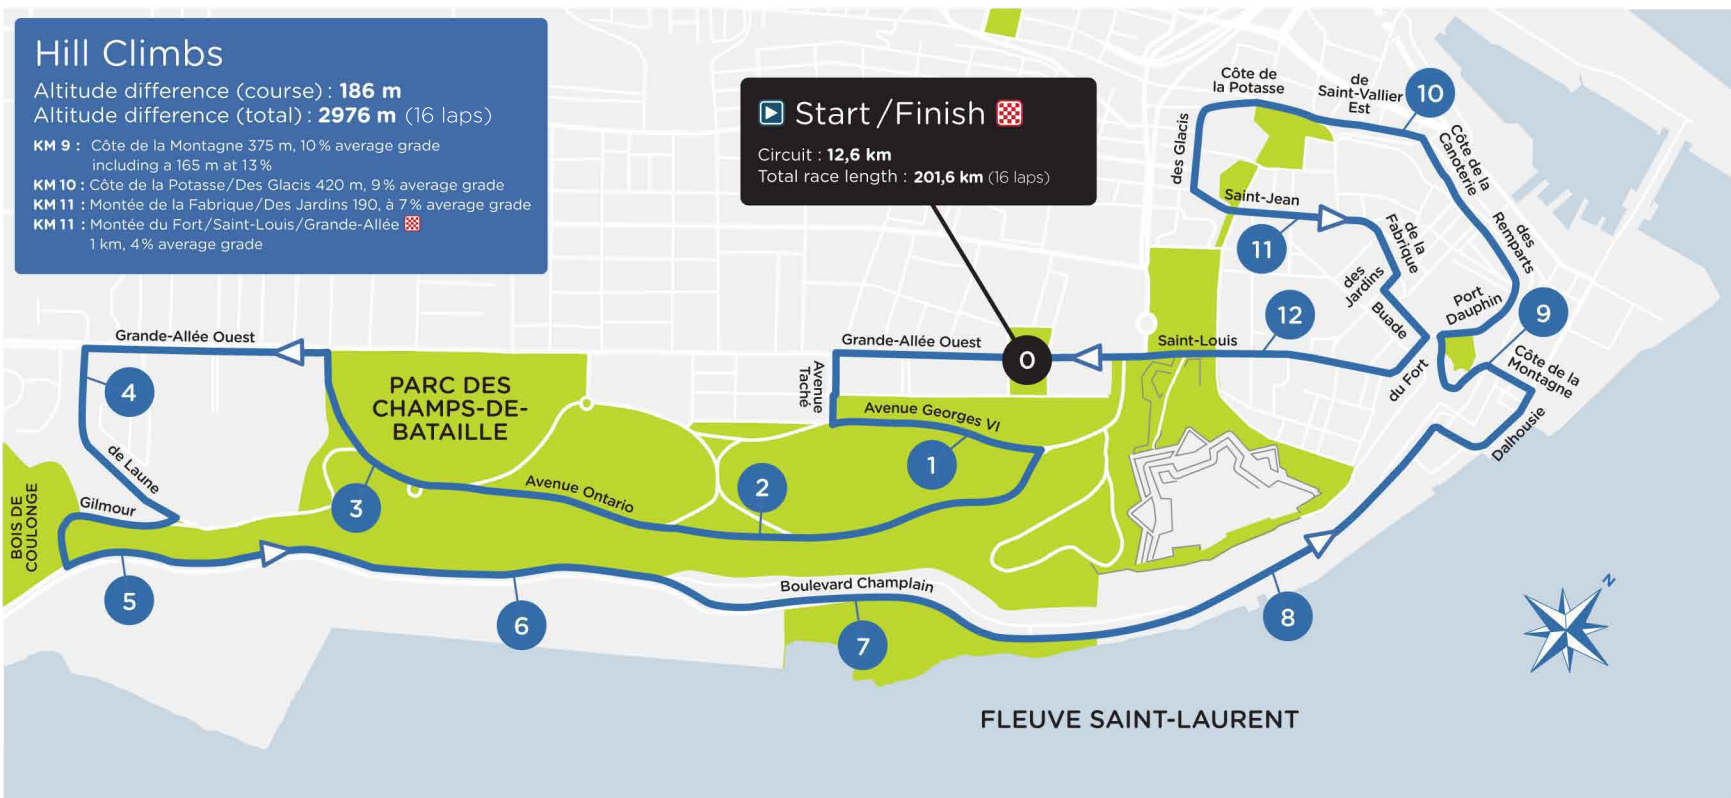 Hill Climbs
Altitude difference (course) : 186 m
Altitude difference (total) : 2976 m (16 laps)
KM 9 : Côte de la Montagne 375 m, 10 % average grade
including a 165 m at 13 %
KM 10 : Côte de la Potasse/Des Glacis 420 m, 9 % average grade
KM 11 : Montée de la Fabrique/Des Jardins 190, à 7 % average grade
KM 11 : Montée du Fort/Saint-Louis/Grande-Allée
1 km, 4 % average grade
Start / Finish
Circuit : 12,6 km
Total race length : 201,6 km (16 laps)
Côte de
la Potasse
de
Saint-Vallier
Est
10
Côte de la
Canoterie
des Glacis
Saint-Jean
11
de la
Fabrique
des
Remparts
des
Jardins
Port
Dauphin
Buade
9
12
Côte de la
Montagne
Grande-Allée Ouest
Grande-Allée Ouest
Saint-Louis
0
du Fort
4
PARC DES
CHAMPS-DE-
BATAILLE
Avenue
Taché
Avenue Georges VI
Dalhousie
1
de Laune
2
Avenue Ontario
3
Gilmour
BOIS DE
COULONGE
5
6
Boulevard Champlain
7
8
N
FLEUVE SAINT-LAURENT